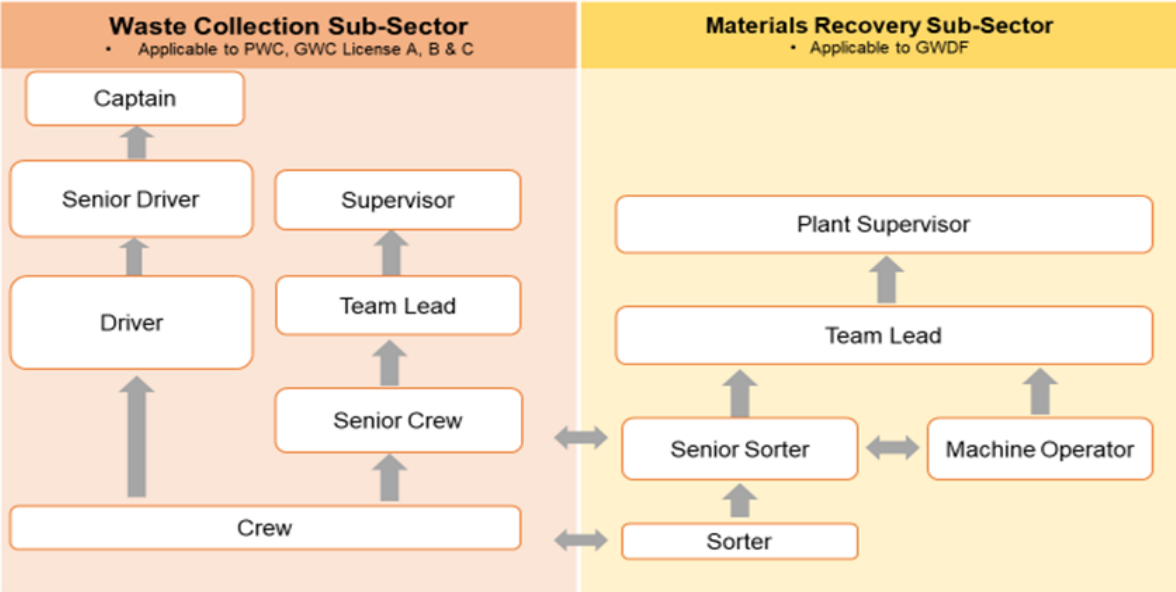 Waste Collection Sub-Sector
• Applicable to PWC, GWC License A, B & C
Captain
Senior Driver
Driver
Supervisor
Team Lead
Senior Crew
Crew
Materials Recovery Sub-Sector
• Applicable to GWDF
Plant Supervisor
Team Lead
Senior Sorter
Machine Operator
Sorter